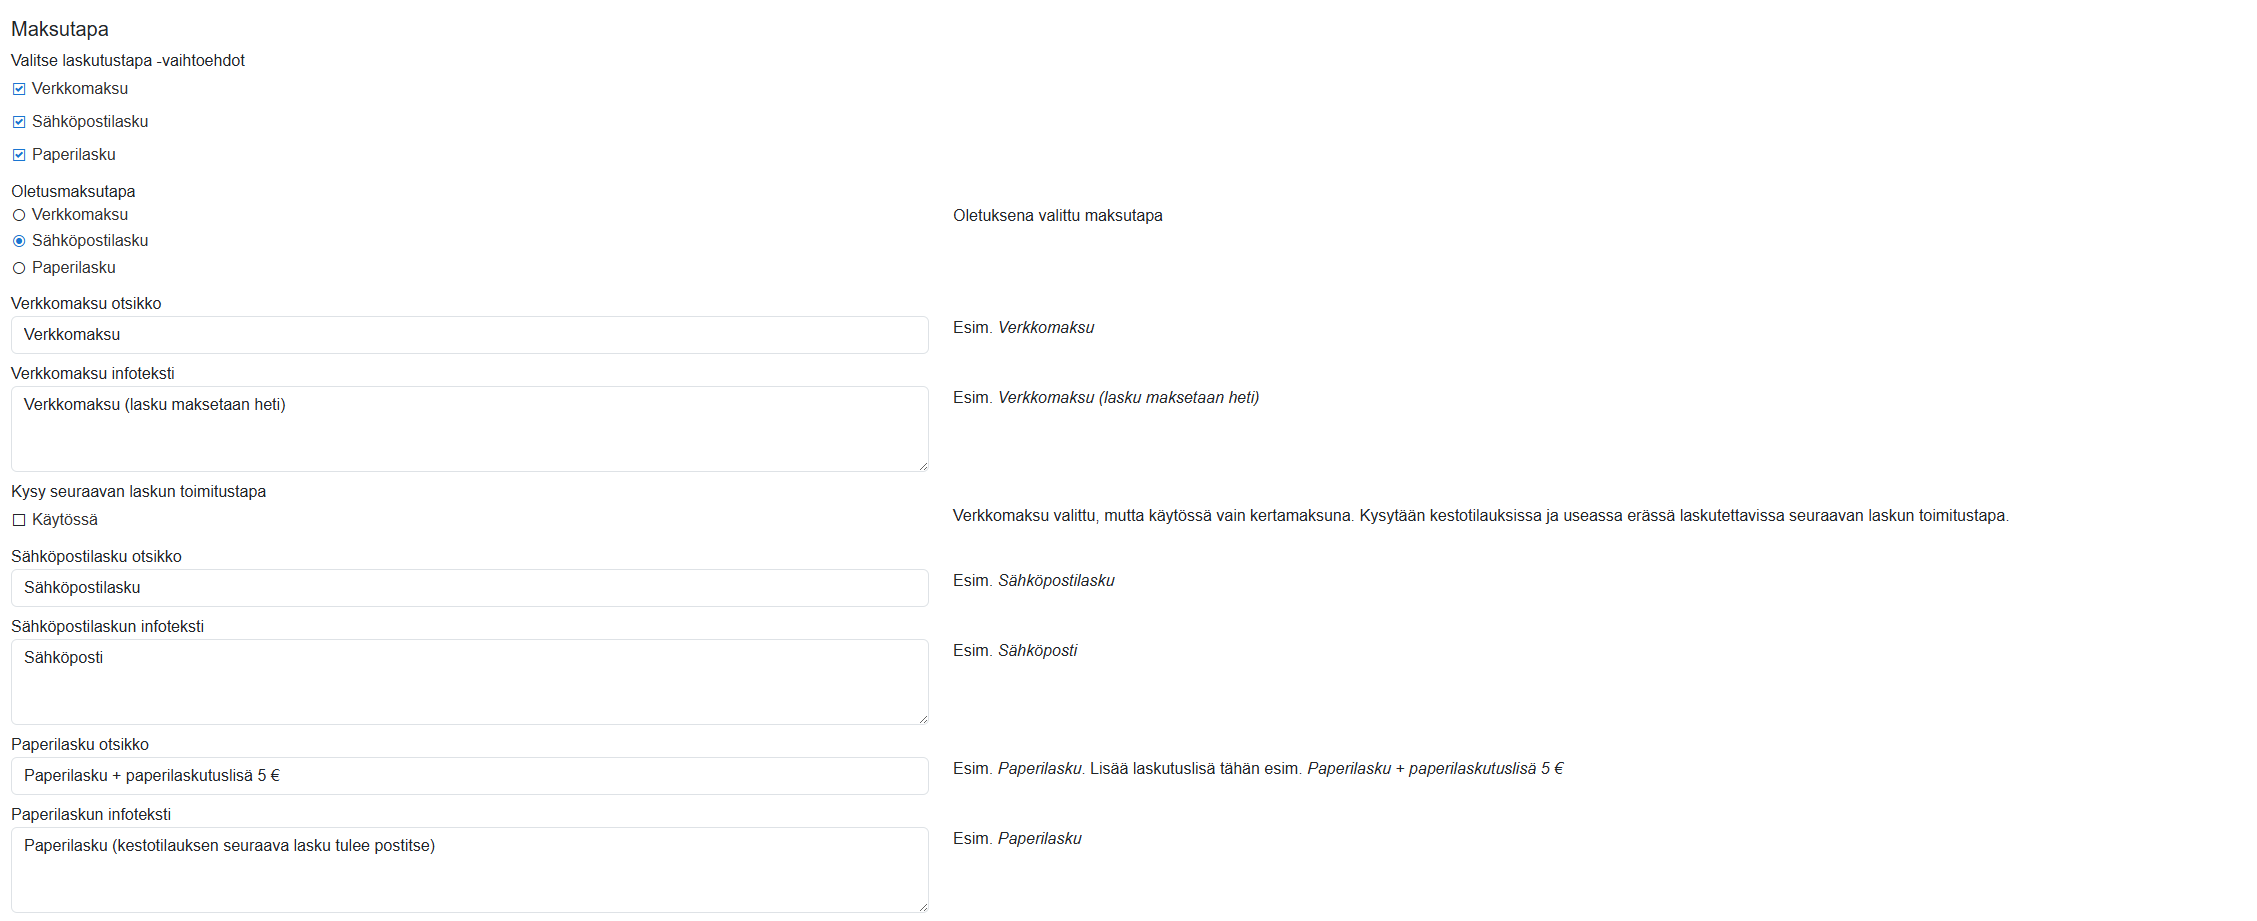 Maksutapa
Valitse laskutustapa -vaihtoehdot
Verkkomaksu
Sähköpostilasku
Paperilasku
Oletusmaksutapa
Verkkomaksu
Oletuksena valittu maksutapa
Sähköpostilasku
Paperilasku
Verkkomaksu otsikko
Verkkomaksu
Esim. Verkkomaksu
Verkkomaksu infoteksti
Verkkomaksu (lasku maksetaan heti)
Esim. Verkkomaksu (lasku maksetaan heti)
Kysy seuraavan laskun toimitustapa
Käytössä
Verkkomaksu valittu, mutta käytössä vain kertamaksuna. Kysytään kestotilauksissa ja useassa erässä laskutettavissa seuraavan laskun toimitustapa.
Sähköpostilasku otsikko
Sähköpostilasku
Esim. Sähköpostilasku
Sähköpostilaskun infoteksti
Sähköposti
Esim. Sähköposti
Paperilasku otsikko
Paperilasku + paperilaskutuslisä 5 €
Esim. Paperilasku. Lisää laskutuslisä tähän esim. Paperilasku + paperilaskutuslisä 5 €
Paperilaskun infoteksti
Paperilasku (kestotilauksen seuraava lasku tulee postitse)
Esim. Paperilasku